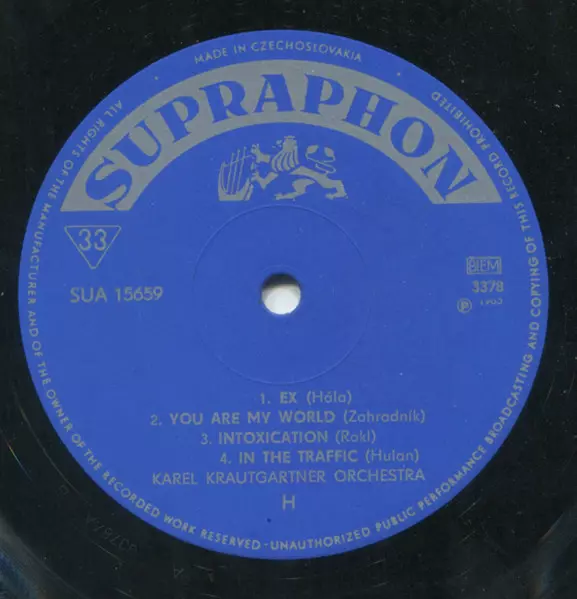 MADE IN CZECHOSLOVAKIA
ALL RIGHTS OF THE MANUFACTURER AND OF THE OWNER OF THE RECORDED WORK RESERVED - UNAUTHORIZED PUBLIC PERFORMANCE BROADCASTING AND COPYING OF THIS RECORD PROHIBITED
SUPRAPHON
33
SUA 15659
BIEM
3378
Ⓟ
1. EX (Hála)
2. YOU ARE MY WORLD (Zahradník)
3. INTOXICATION (Rokl)
4. IN THE TRAFFIC (Hulan)
KAREL KRAUTGARTNER ORCHESTRA
H